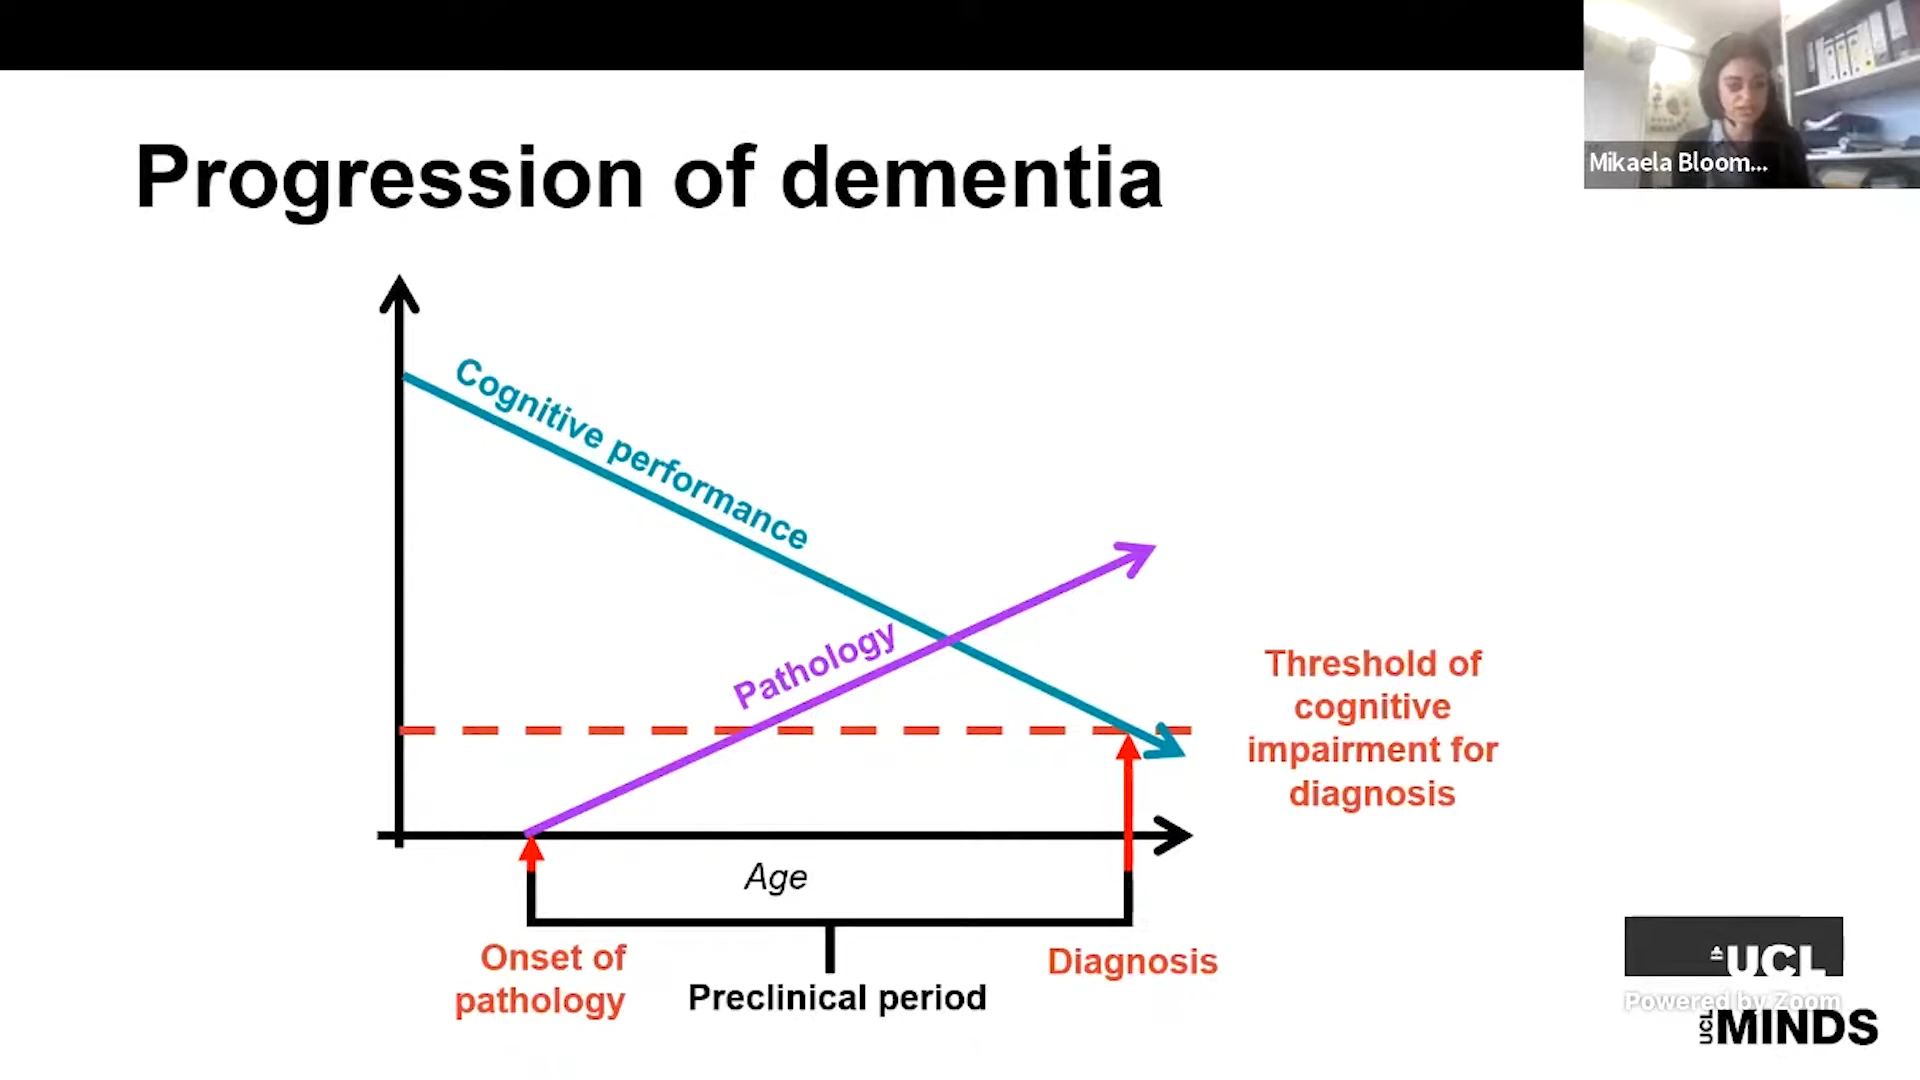 Mikaela Bloom...
Progression of dementia
Cognitive performance
Pathology
Threshold of
cognitive
impairment for
diagnosis
Age
Onset of
pathology
Preclinical period
Diagnosis
UCL
Powered by Zoom
UCL MINDS